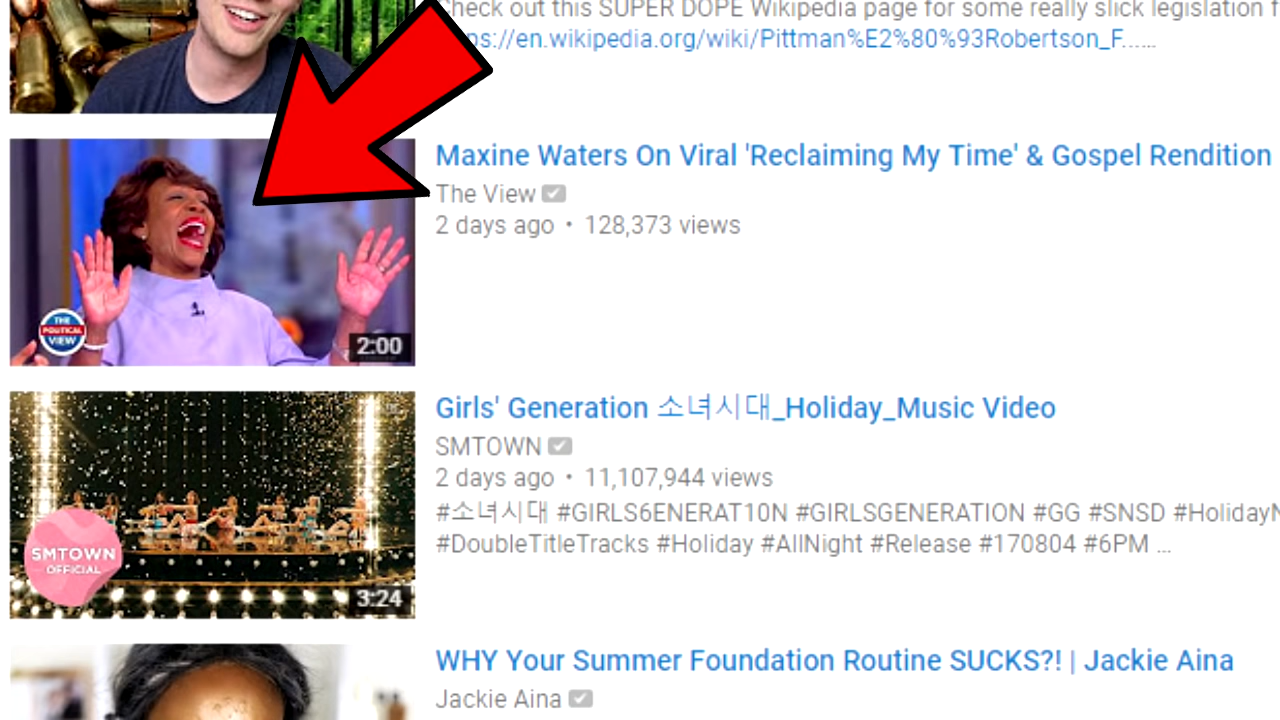 heck out this SUPER DOPE Wikipedia page for some really slick legislation f
ps://en.wikipedia.org/wiki/Pittman%E2%80%93Robertson_F......
Maxine Waters On Viral 'Reclaiming My Time' & Gospel Rendition
The View
2 days ago • 128,373 views
THE
POLITICAL
VIEW
2:00
Girls' Generation 소녀시대_Holiday_Music Video
SMTOWN
2 days ago • 11,107,944 views
#소녀시대 #GIRLS6ENERAT10N #GIRLSGENERATION #GG #SNSD #Holiday
#DoubleTitleTracks #Holiday #AllNight #Release #170804 #6PM ...
SMTOWN
OFFICIAL
3:24
WHY Your Summer Foundation Routine SUCKS?! | Jackie Aina
Jackie Aina